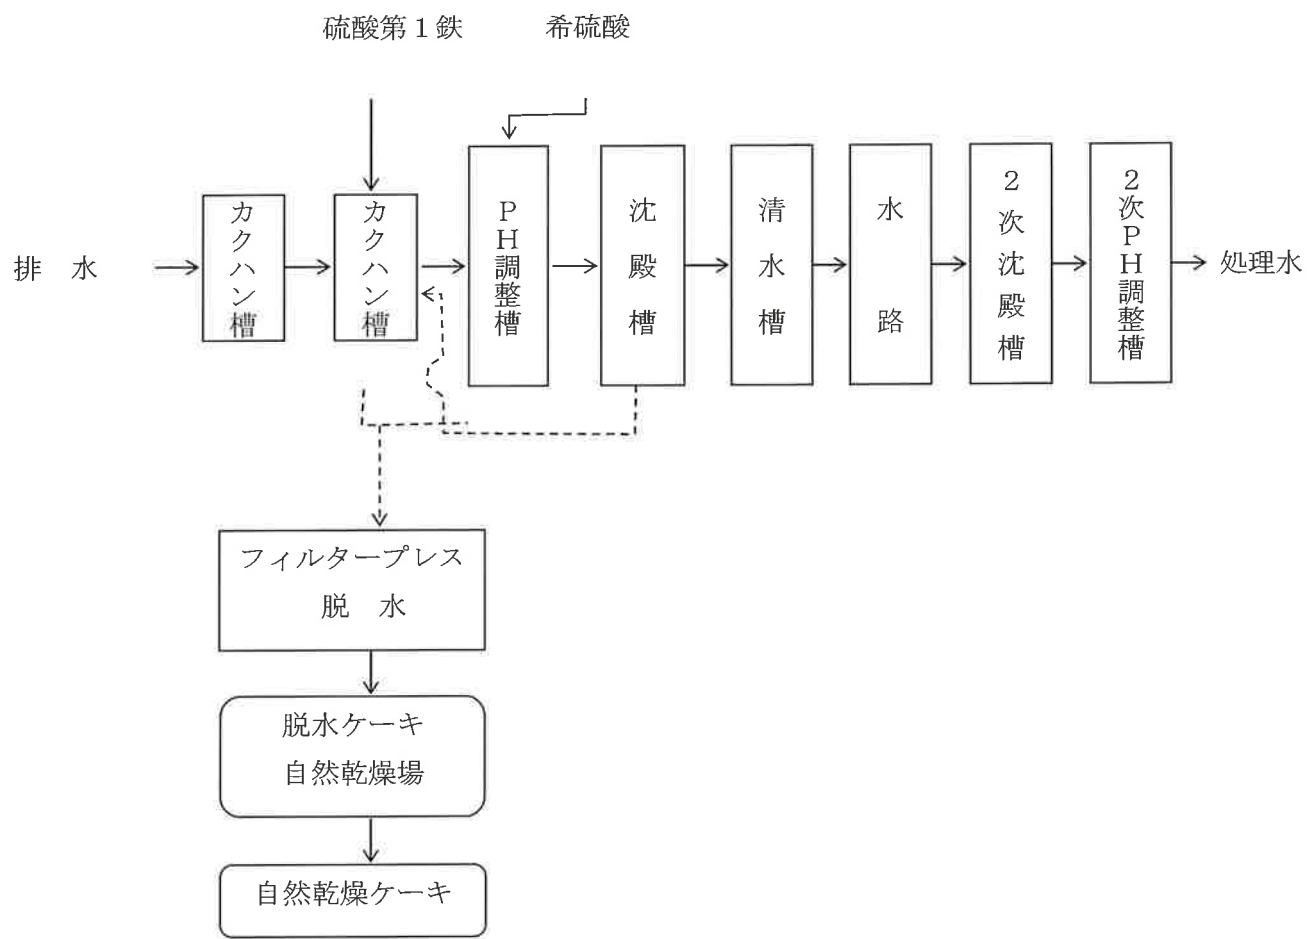 硫酸第１鉄
希硫酸
排 水
カクハン槽
カクハン槽
ＰＨ調整槽
沈殿槽
清水槽
水路
２次沈殿槽
２次ＰＨ調整槽
処理水
フィルタープレス
脱 水
脱水ケーキ
自然乾燥場
自然乾燥ケーキ